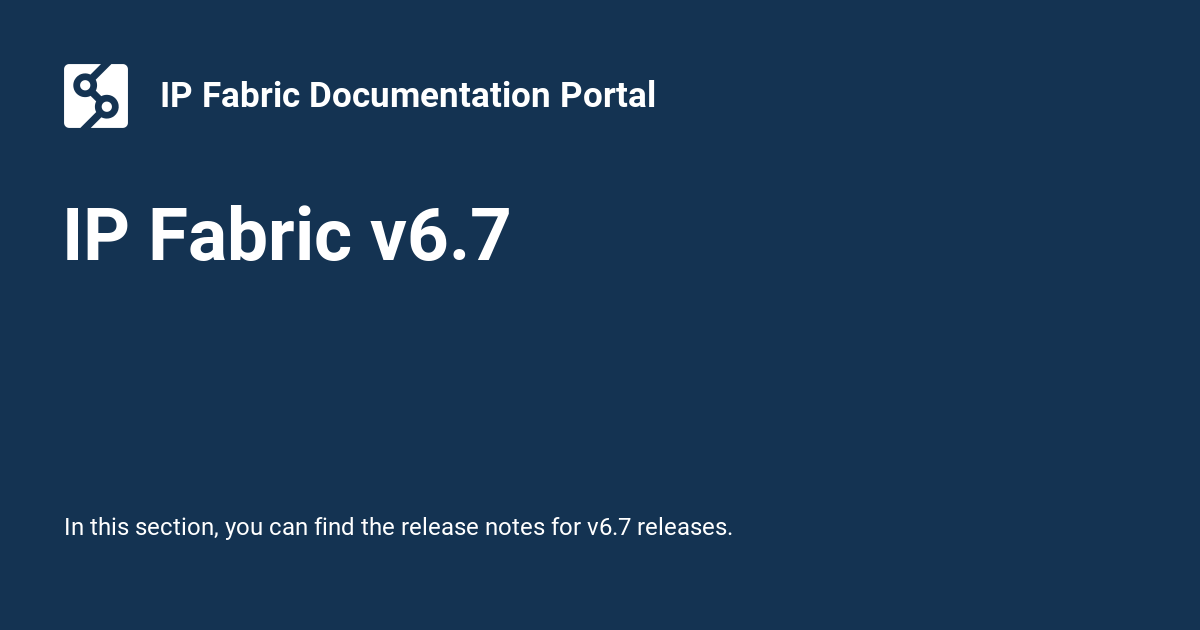 IP Fabric Documentation Portal
IP Fabric v6.7
In this section, you can find the release notes for v6.7 releases.